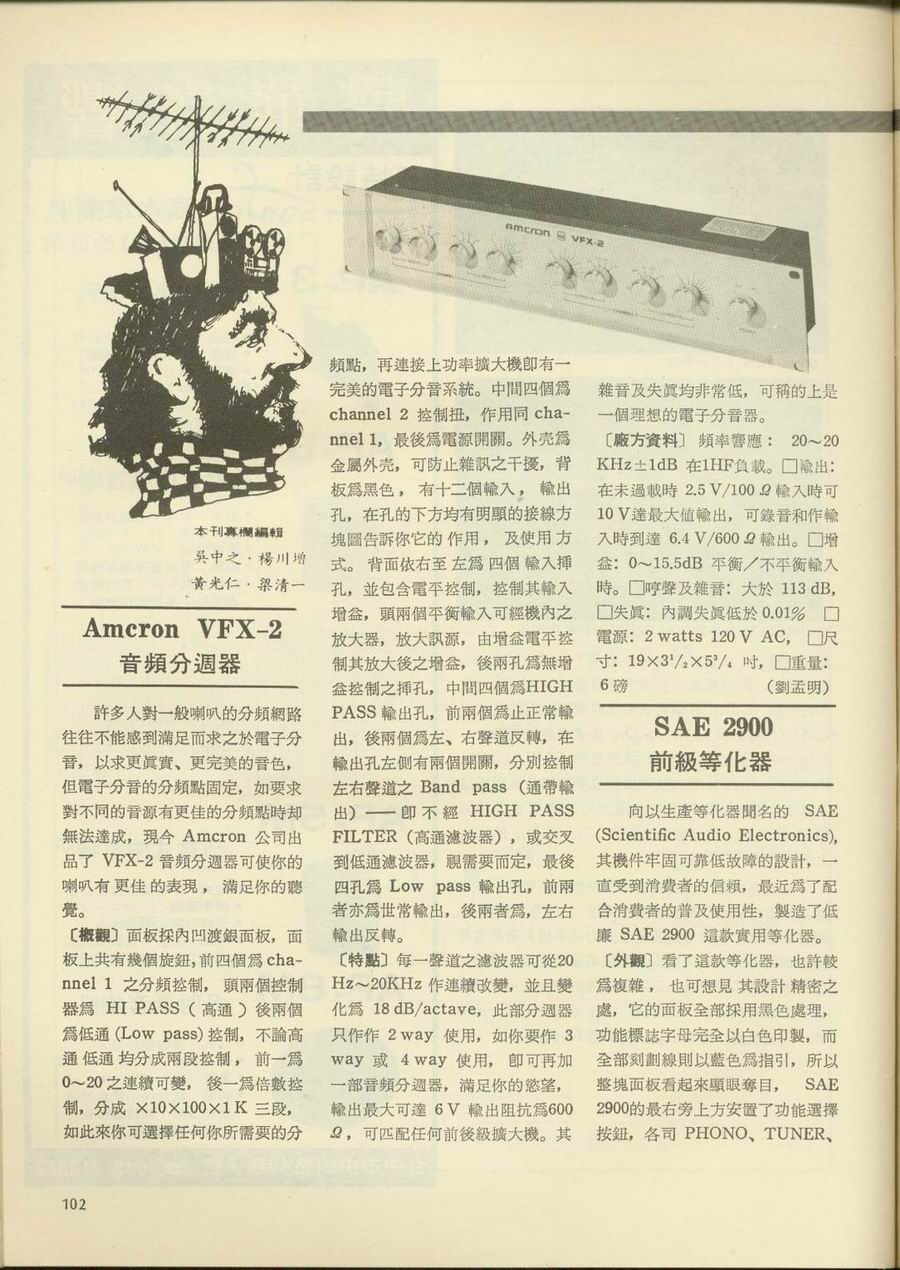 AMCRON VFX-2
本刊專欄編輯
吳中之·楊川增
黃光仁·梁清一
Amcron VFX-2
音頻分週器
許多人對一般喇叭的分頻網路
往往不能感到滿足而求之於電子分
音，以求更眞實、更完美的音色，
但電子分音的分頻點固定，如要求
對不同的音源有更佳的分頻點時却
無法達成，現今 Amcron 公司出
品了 VFX-2 音頻分週器可使你的
喇叭有更佳的表現，滿足你的聽
覺。
〔概觀〕面板採內凹渡銀面板，面
板上共有幾個旋鈕，前四個爲 cha-
nnel 1 之分頻控制，頭兩個控制
器爲 HI PASS（高通）後兩個
爲低通 (Low pass) 控制，不論高
通低通均分成兩段控制，前一爲
0～20 之連續可變，後一爲倍數控
制，分成 ×10×100×1K 三段，
如此來你可選擇任何你所需要的分
頻點，再連接上功率擴大機卽有一
完美的電子分音系統。中間四個爲
channel 2 控制扭，作用同 cha-
nnel 1，最後爲電源開關。外壳爲
金屬外壳，可防止雜訊之干擾，背
板爲黑色，有十二個輸入，輸出
孔，在孔的下方均有明顯的接線方
塊圖告訴你它的作用，及使用方
式。背面依右至左爲四個輸入揷
孔，並包含電平控制，控制其輸入
增益，頭兩個平衡輸入可經機內之
放大器，放大訊源，由增益電平控
制其放大後之增益，後兩孔爲無增
益控制之揷孔，中間四個爲HIGH
PASS 輸出孔，前兩個爲止正常輸
出，後兩個爲左、右聲道反轉，在
輸出孔左側有兩個開關，分別控制
左右聲道之 Band pass（通帶輸
出）——卽不經 HIGH PASS
FILTER（高通濾波器），或交叉
到低通濾波器，視需要而定，最後
四孔爲 Low pass 輸出孔，前兩
者亦爲世常輸出，後兩者爲，左右
輸出反轉。
〔特點〕每一聲道之濾波器可從20
Hz～20KHz 作連續改變，並且變
化爲 18 dB/actave，此部分週器
只作作 2 way 使用，如你要作 3
way 或 4 way 使用，卽可再加
一部音頻分週器，滿足你的慾望，
輸出最大可達 6 V 輸出阻抗爲600
Ω，可匹配任何前後級擴大機。其
雜音及失眞均非常低，可稱的上是
一個理想的電子分音器。
〔廠方資料〕頻率響應： 20～20
KHz±1dB 在1HF負載。□輸出：
在未過載時 2.5 V/100 Ω 輸入時可
10 V達最大値輸出，可錄音和作輸
入時到達 6.4 V/600 Ω 輸出。□增
益：0～15.5dB 平衡／不平衡輸入
時。□哼聲及雜音：大於 113 dB，
□失眞：內調失眞低於 0.01% □
電源：2 watts 120 V AC，□尺
寸：19×3¹/₂×5³/₄ 吋，□重量：
6 磅 （劉孟明）
SAE 2900
前級等化器
向以生產等化器聞名的 SAE
(Scientific Audio Electronics)，
其機件牢固可靠低故障的設計，一
直受到消費者的信賴，最近爲了配
合消費者的普及使用性，製造了低
廉 SAE 2900 這款實用等化器。
〔外觀〕看了這款等化器，也許較
爲複雜，也可想見其設計精密之
處，它的面板全部採用黑色處理，
功能標誌字母完全以白色印製，而
全部刻劃線則以藍色爲指引，所以
整塊面板看起來顯眼奪目， SAE
2900的最右旁上方安置了功能選擇
按鈕，各司 PHONO、TUNER、
102